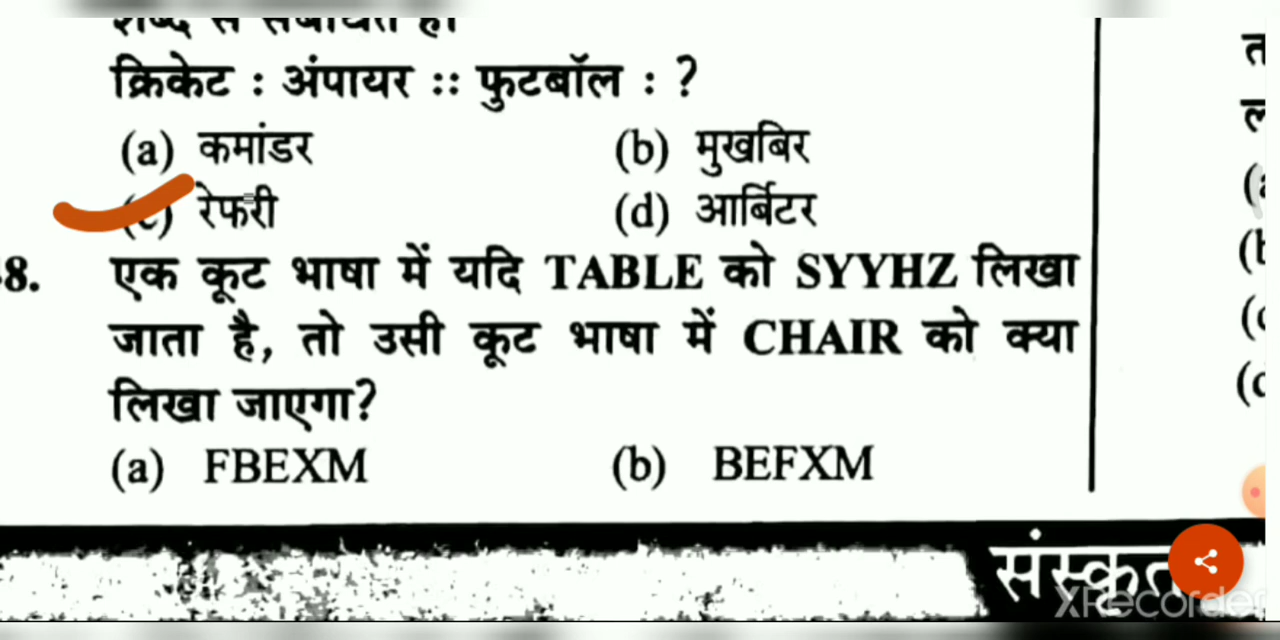 शब्द से संबंधित है।
क्रिकेट : अंपायर :: फुटबॉल : ?
(a) कमांडर (b) मुखबिर
(c) रेफरी (d) आर्बिटर
8. एक कूट भाषा में यदि TABLE को SYYHZ लिखा
जाता है, तो उसी कूट भाषा में CHAIR को क्या
लिखा जाएगा?
(a) FBEXM (b) BEFXM
संस्कृत
XRecorder